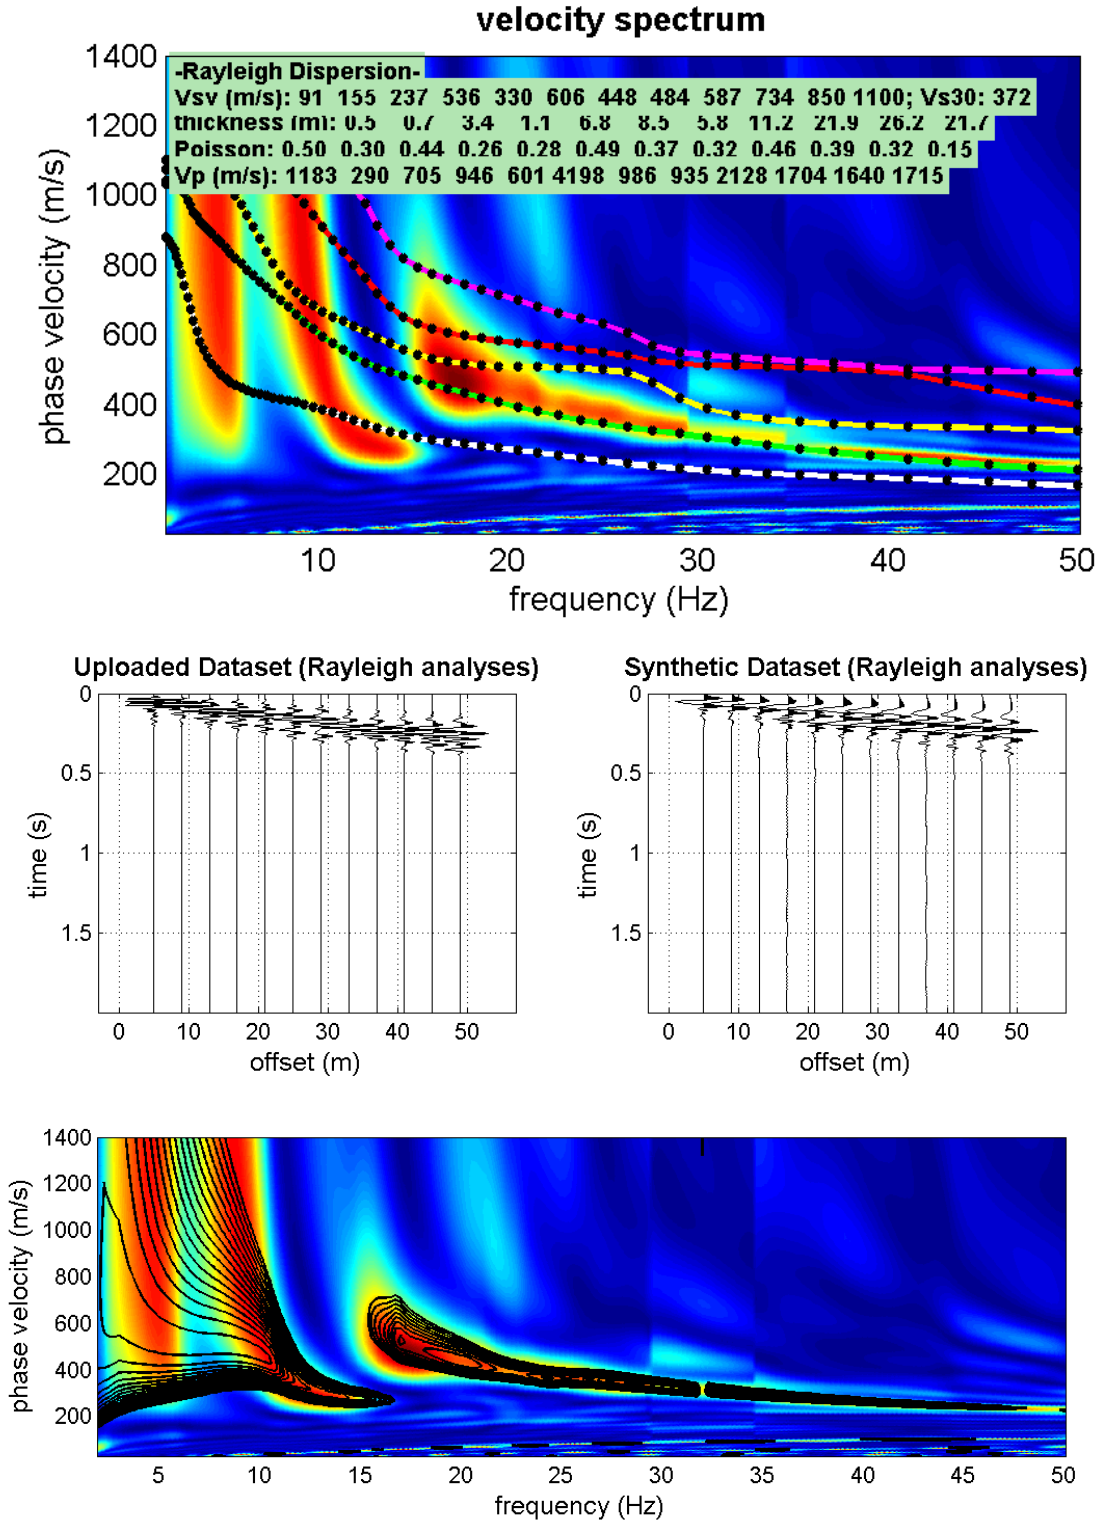 velocity spectrum
1400
-Rayleigh Dispersion-
Vsv (m/s): 91 155 237 536 330 606 448 484 587 734 850 1100; Vs30: 372
1200
thickness (m): 0.5 0.7 3.4 1.1 6.8 8.5 5.8 11.2 21.9 26.2 21.7
Poisson: 0.50 0.30 0.44 0.26 0.28 0.49 0.37 0.32 0.46 0.39 0.32 0.15
Vp (m/s): 1183 290 705 946 601 4198 986 935 2128 1704 1640 1715
1000
800
600
400
200
phase velocity (m/s)
10 20 30 40 50
frequency (Hz)
Uploaded Dataset (Rayleigh analyses)
0
0.5
1
1.5
time (s)
0 10 20 30 40 50
offset (m)
Synthetic Dataset (Rayleigh analyses)
0
0.5
1
1.5
time (s)
0 10 20 30 40 50
offset (m)
1400
1200
1000
800
600
400
200
phase velocity (m/s)
5 10 15 20 25 30 35 40 45 50
frequency (Hz)